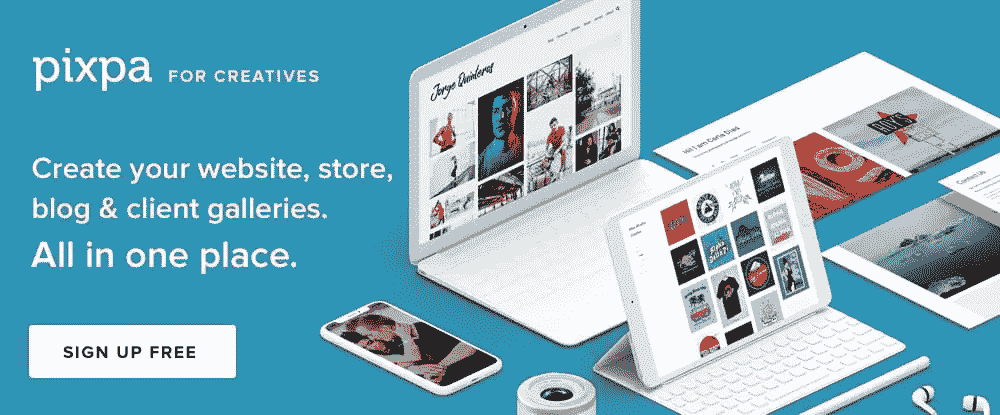 pixpa FOR CREATIVES
Create your website, store,
blog & client galleries.
All in one place.
SIGN UP FREE
Jorge Quinteros
Hi! I am Carla Dias
Contact Us